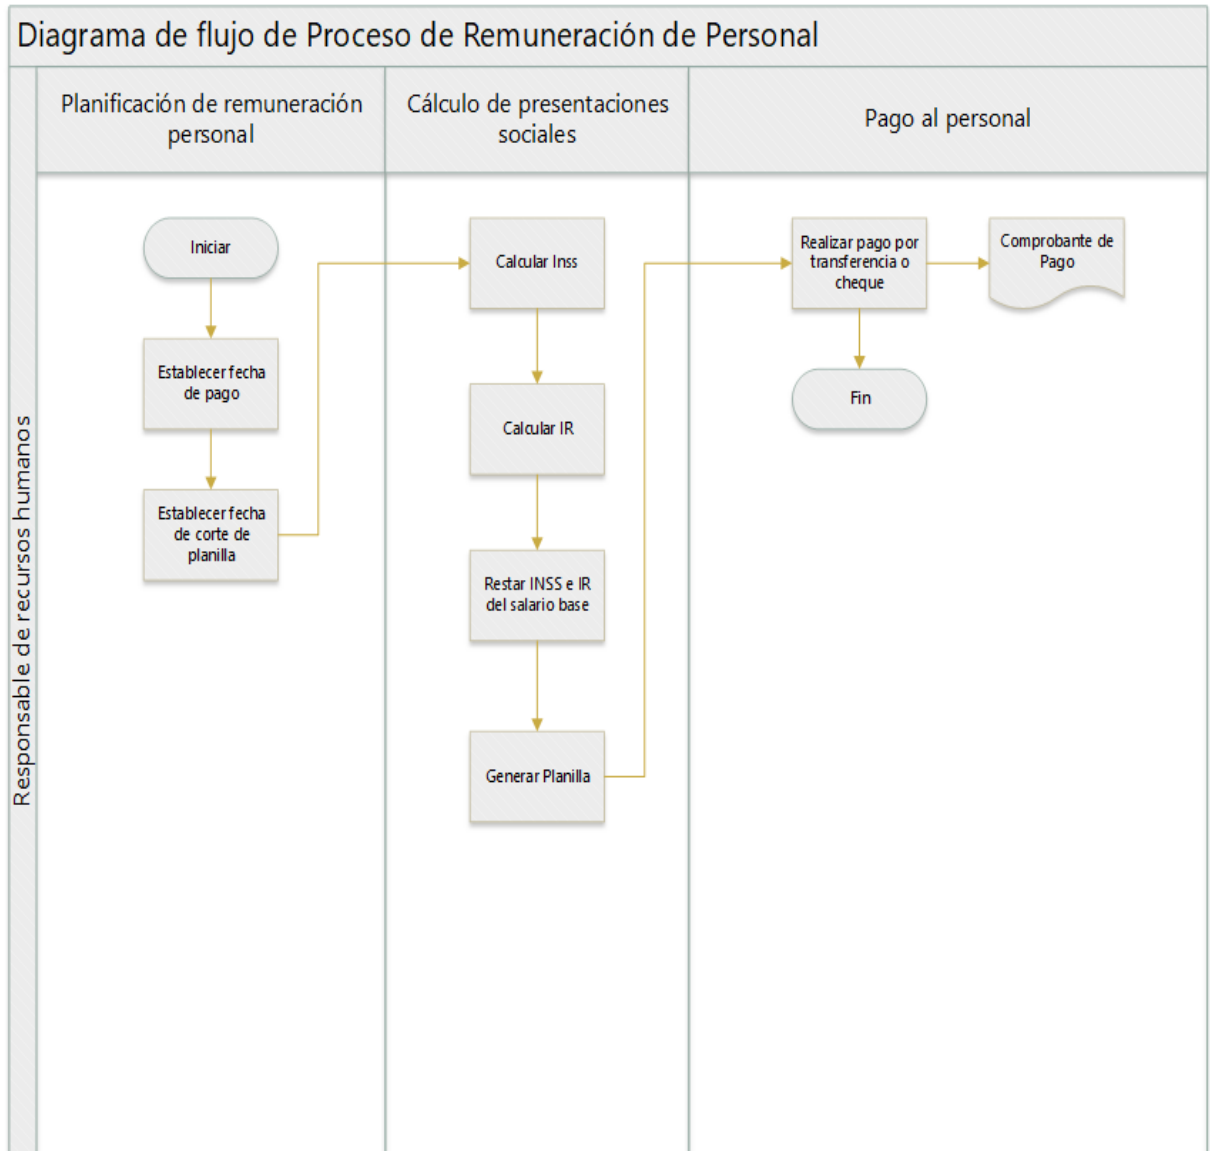 Diagrama de flujo de Proceso de Remuneración de Personal
Responsable de recursos humanos
Planificación de remuneración
personal
Cálculo de presentaciones
sociales
Pago al personal
Iniciar
Establecer fecha
de pago
Establecer fecha
de corte de
planilla
Calcular Inss
Calcular IR
Restar INSS e IR
del salario base
Generar Planilla
Realizar pago por
transferencia o
cheque
Comprobante de
Pago
Fin